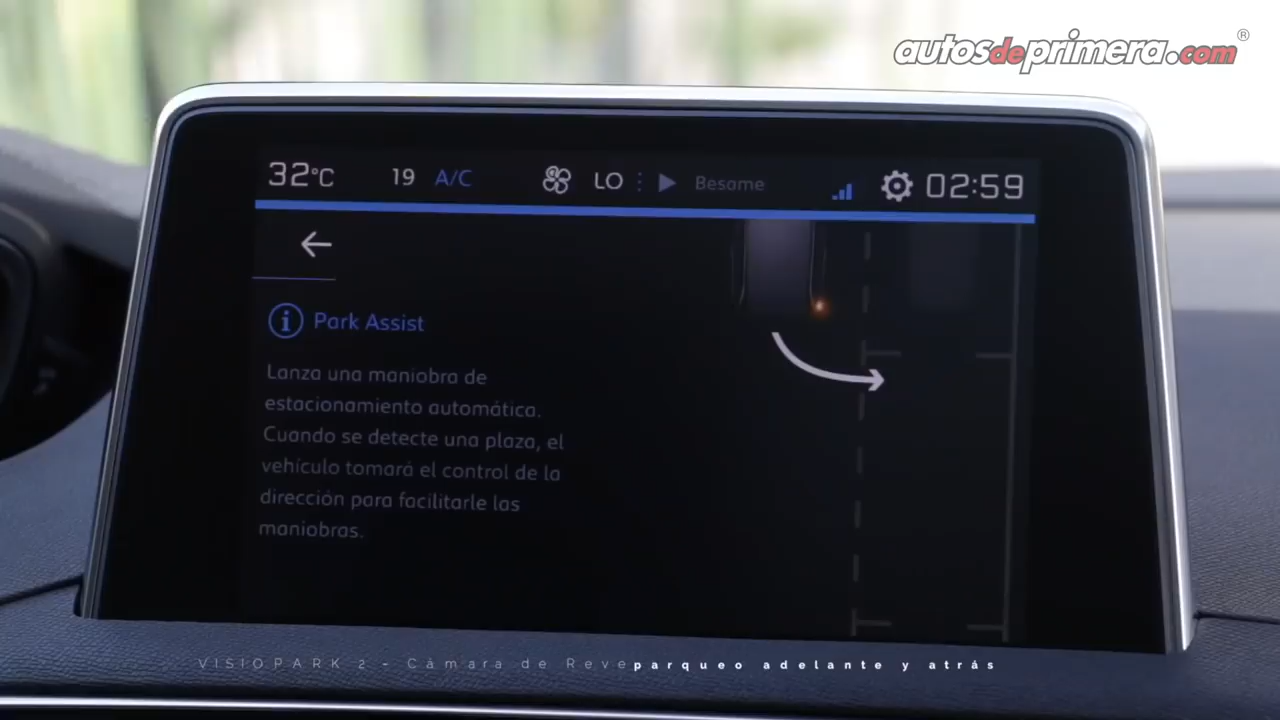 autosdeprimera.com®
32°C 19 A/C LO Besame 02:59
Park Assist
Lanza una maniobra de
estacionamiento automática.
Cuando se detecte una plaza, el
vehículo tomará el control de la
dirección para facilitarle las
maniobras.
VISIOPARK 2 - Cámara de Reve parqueo adelante y atrás